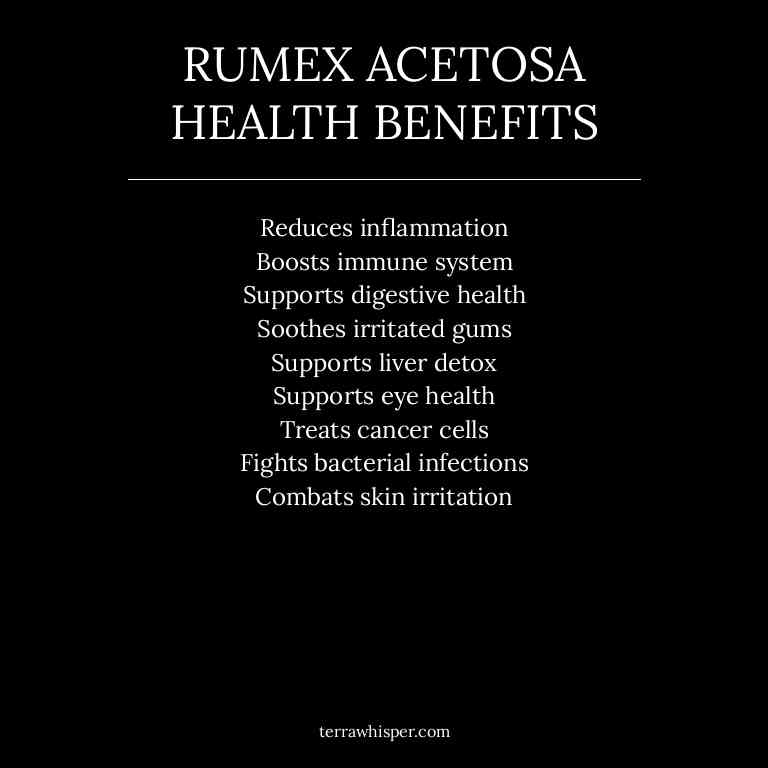 RUMEX ACETOSA
HEALTH BENEFITS
Reduces inflammation
Boosts immune system
Supports digestive health
Soothes irritated gums
Supports liver detox
Supports eye health
Treats cancer cells
Fights bacterial infections
Combats skin irritation
terrawhisper.com